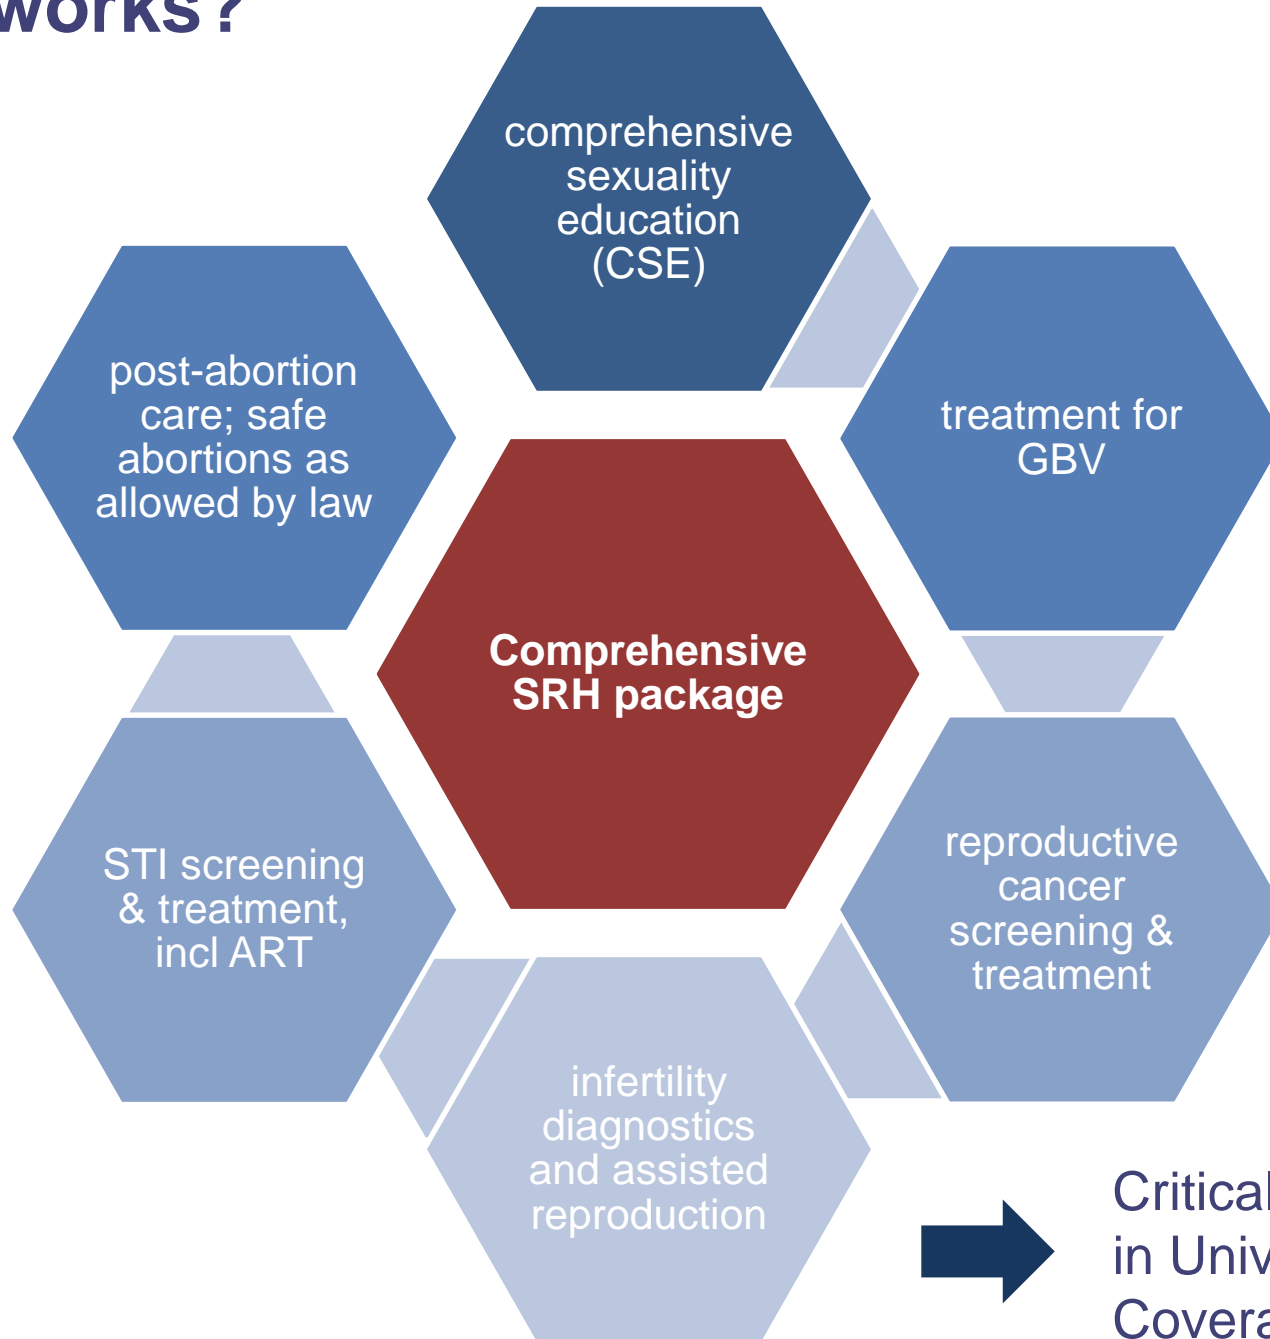 works?
comprehensive
sexuality
education
(CSE)
post-abortion
care; safe
abortions as
allowed by law
treatment for
GBV
Comprehensive
SRH package
STI screening
& treatment,
incl ART
reproductive
cancer
screening &
treatment
infertility
diagnostics
and assisted
reproduction
Critical
in Univ
Covera